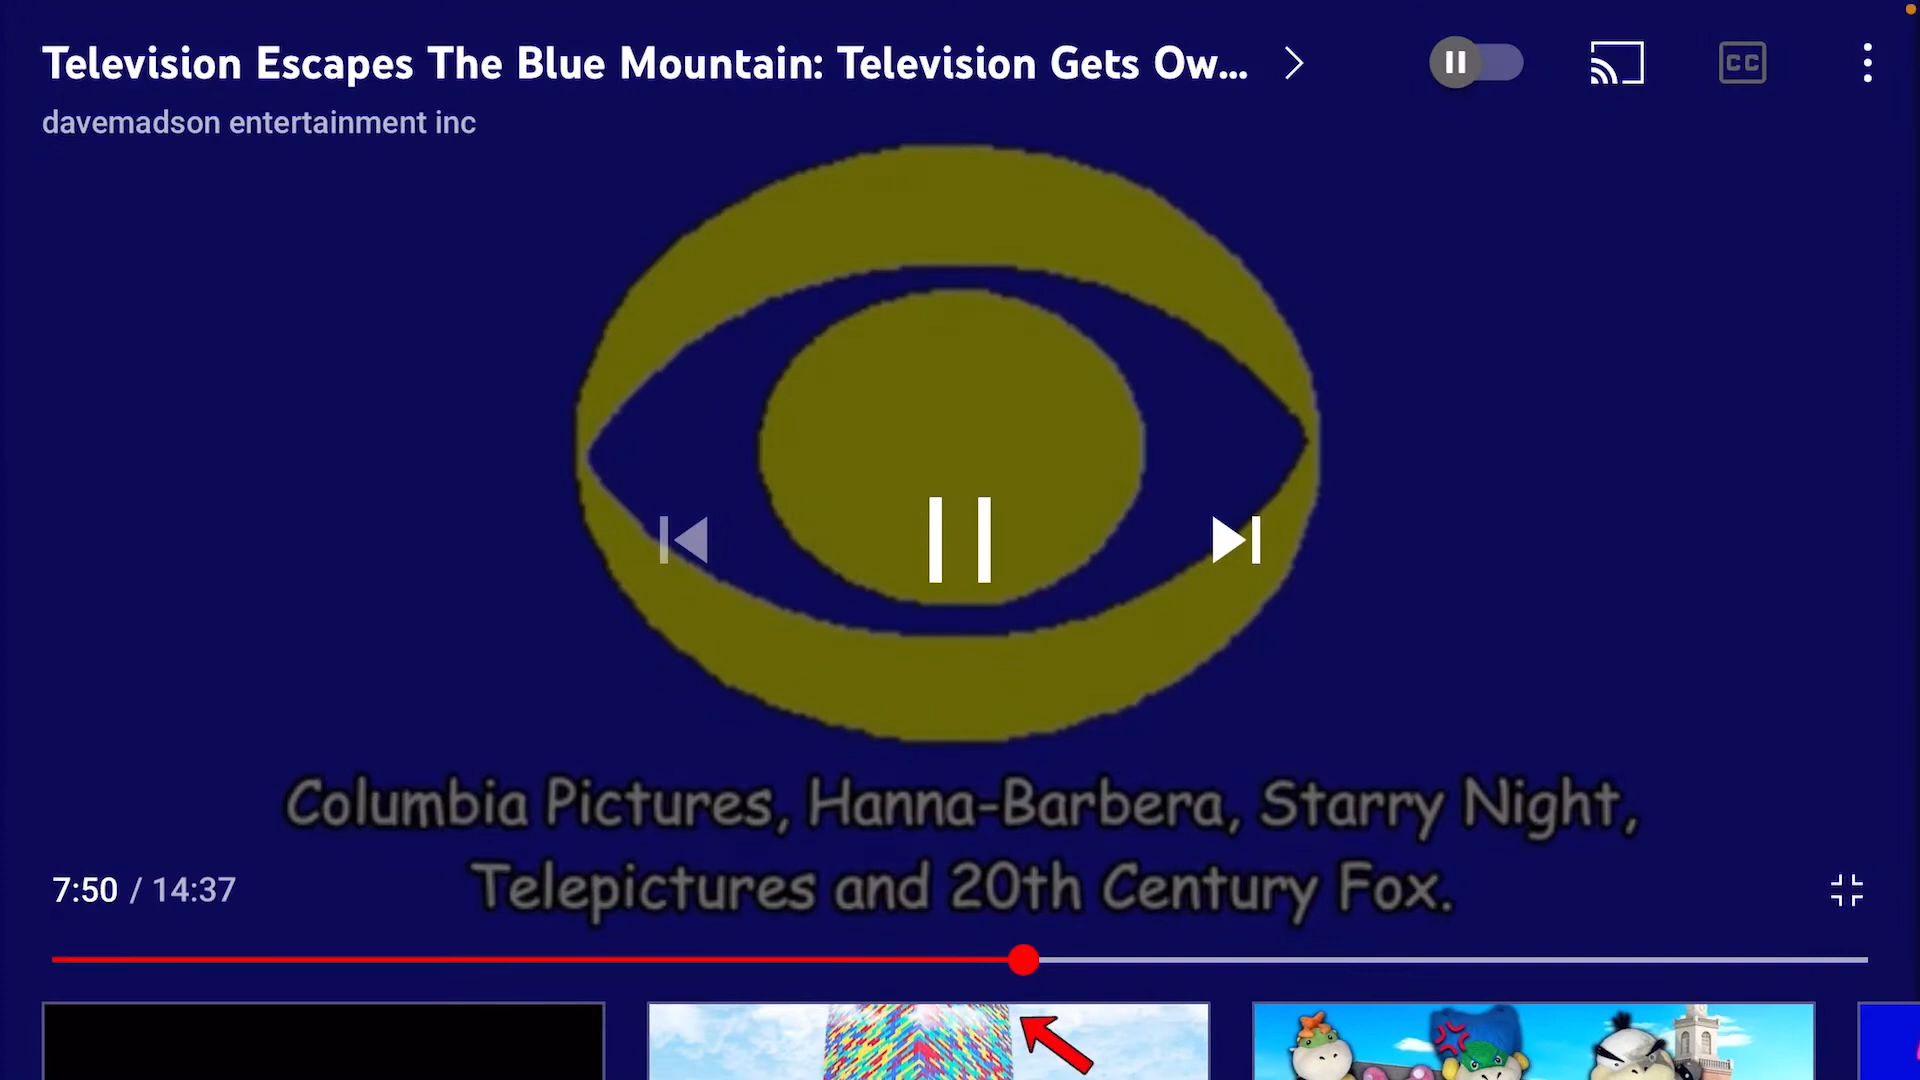 Television Escapes The Blue Mountain: Television Gets Ow...
CC
davemadson entertainment inc
Columbia Pictures, Hanna-Barbera, Starry Night,
Telepictures and 20th Century Fox.
7:50 / 14:37